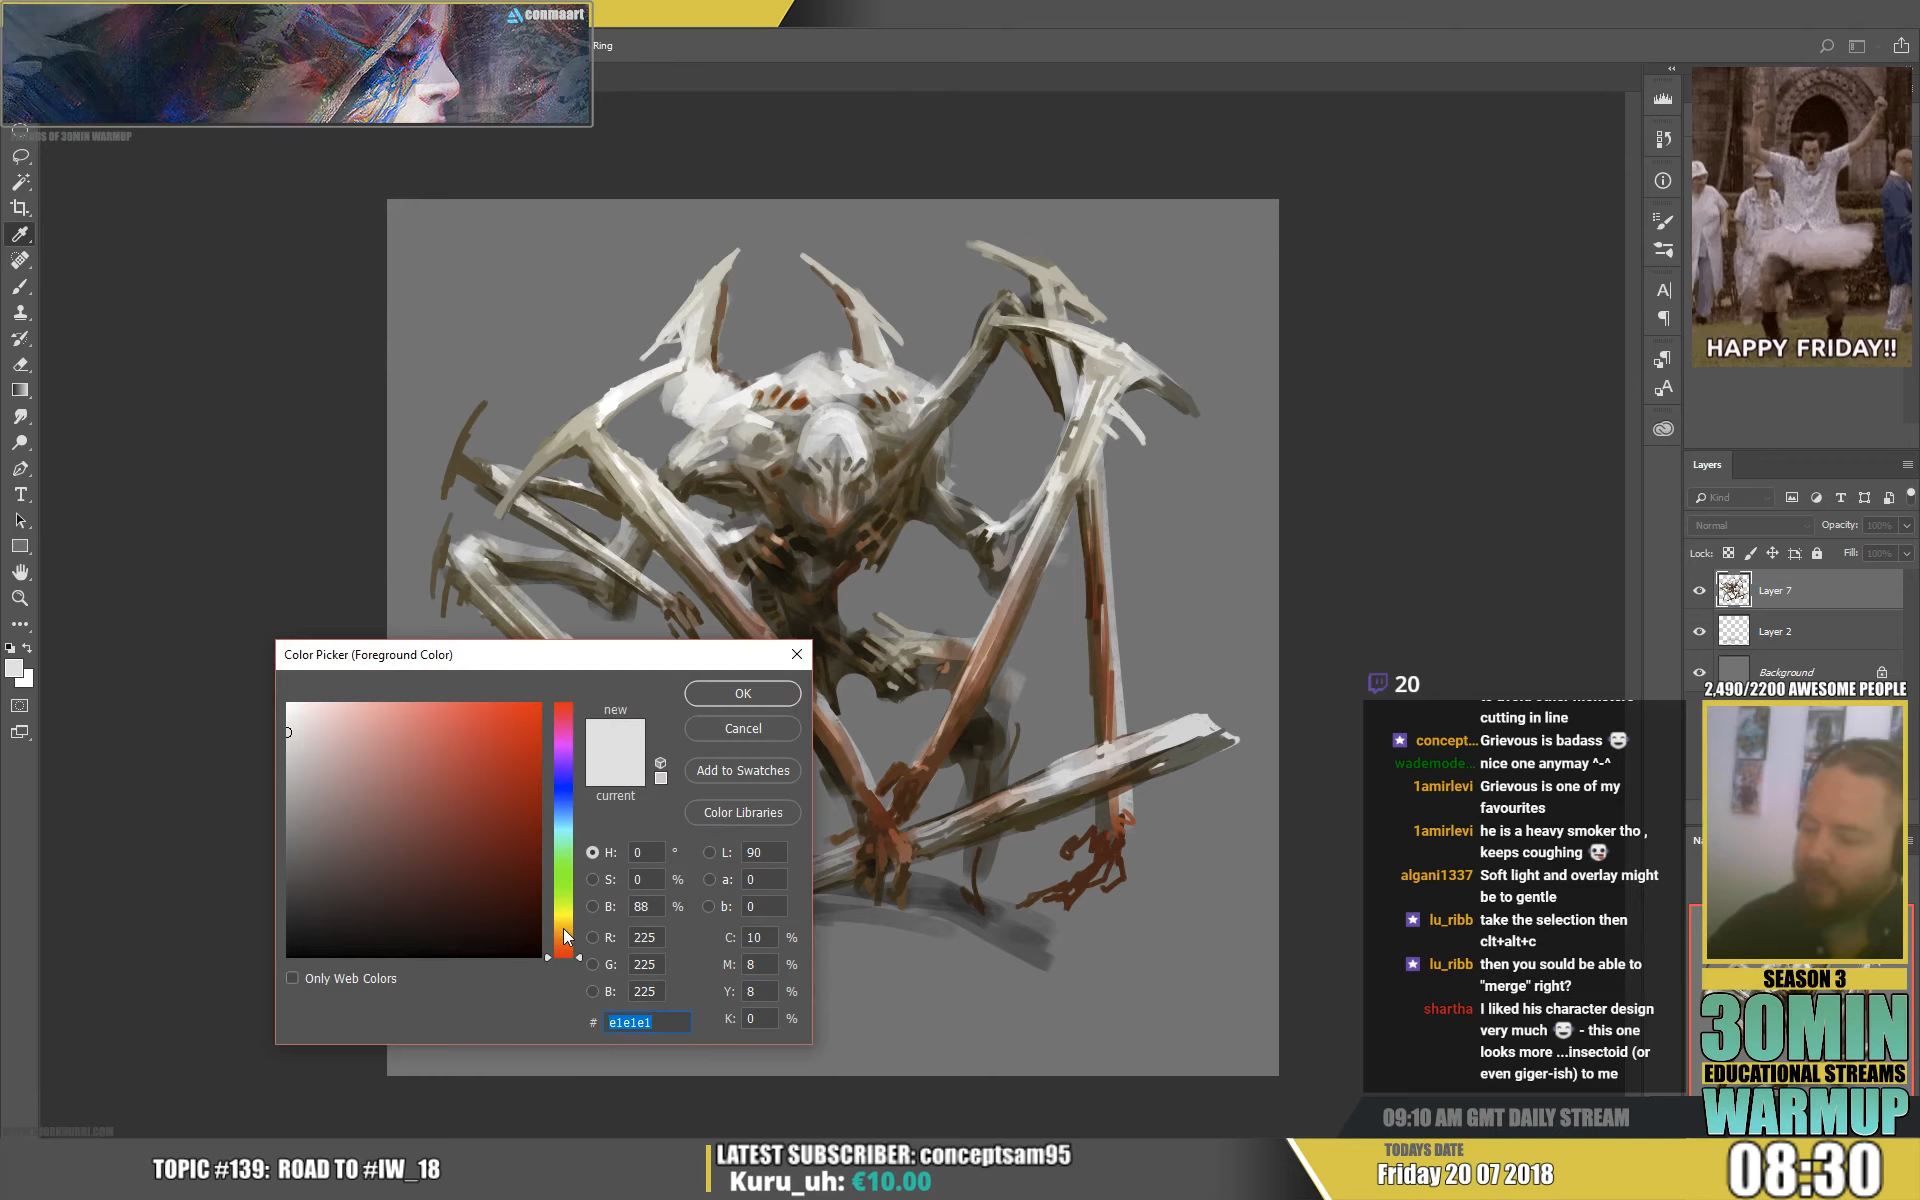 conmaart
Ring
OF 30MIN WARMUP
HAPPY FRIDAY!!
Layers
Kind
Normal
Opacity: 100%
Lock:
Fill: 100%
Layer 7
Layer 2
Background
2,490/2200 AWESOME PEOPLE
Color Picker (Foreground Color)
new
current
OK
Cancel
Add to Swatches
Color Libraries
H: 0 °
S: 0 %
B: 88 %
R: 225
G: 225
B: 225
# e1e1e1
L: 90
a: 0
b: 0
C: 10 %
M: 8 %
Y: 8 %
K: 0 %
Only Web Colors
20
cutting in line
concept... Grievous is badass
wademode... nice one anymay ^-^
1amirlevi Grievous is one of my
favourites
1amirlevi he is a heavy smoker tho ,
keeps coughing
algani1337 Soft light and overlay might
be to gentle
lu_ribb take the selection then
clt+alt+c
lu_ribb then you sould be able to
"merge" right?
shartha I liked his character design
very much - this one
looks more ...insectoid (or
even giger-ish) to me
SEASON 3
30MIN
EDUCATIONAL STREAMS
WARMUP
09:10 AM GMT DAILY STREAM
TOPIC #139: ROAD TO #IW_18
LATEST SUBSCRIBER: conceptsam95
Kuru_uh: €10.00
TODAYS DATE
Friday 20 07 2018
08:30